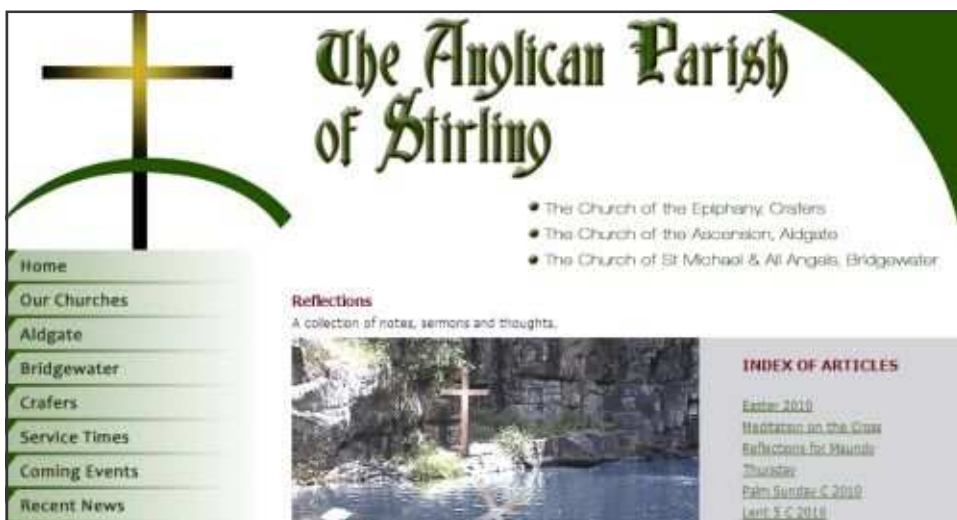 The Anglican Parish
of Stirling
The Church of the Epiphany, Crafers
The Church of the Ascension, Aldgate
The Church of St Michael & All Angels, Bridgewater
Home
Our Churches
Aldgate
Bridgewater
Crafers
Service Times
Coming Events
Recent News
Reflections
A collection of notes, sermons and thoughts.
INDEX OF ARTICLES
Easter 2010
Meditation on the Cross
Reflections for Maundy
Thursday
Palm Sunday C 2010
Lent 5 C 2010